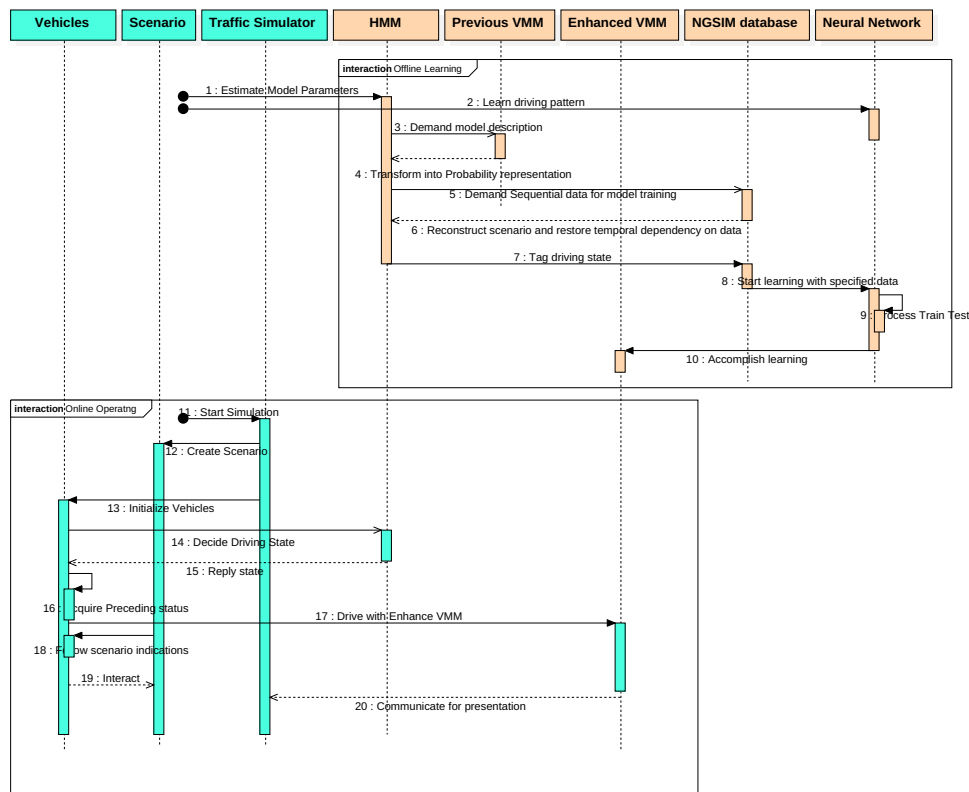 Vehicles
Scenario
Traffic Simulator
HMM
Previous VMM
Enhanced VMM
NGSIM database
Neural Network
interaction Offline Learning
1 : Estimate Model Parameters
2 : Learn driving pattern
3 : Demand model description
4 : Transform into Probability representation
5 : Demand Sequential data for model training
6 : Reconstruct scenario and restore temporal dependency on data
7 : Tag driving state
8 : Start learning with specified data
9 : Process Train Test
10 : Accomplish learning
interaction Online Operatng
11 : Start Simulation
12 : Create Scenario
13 : Initialize Vehicles
14 : Decide Driving State
15 : Reply state
16 : Acquire Preceding status
17 : Drive with Enhance VMM
18 : Follow scenario indications
19 : Interact
20 : Communicate for presentation